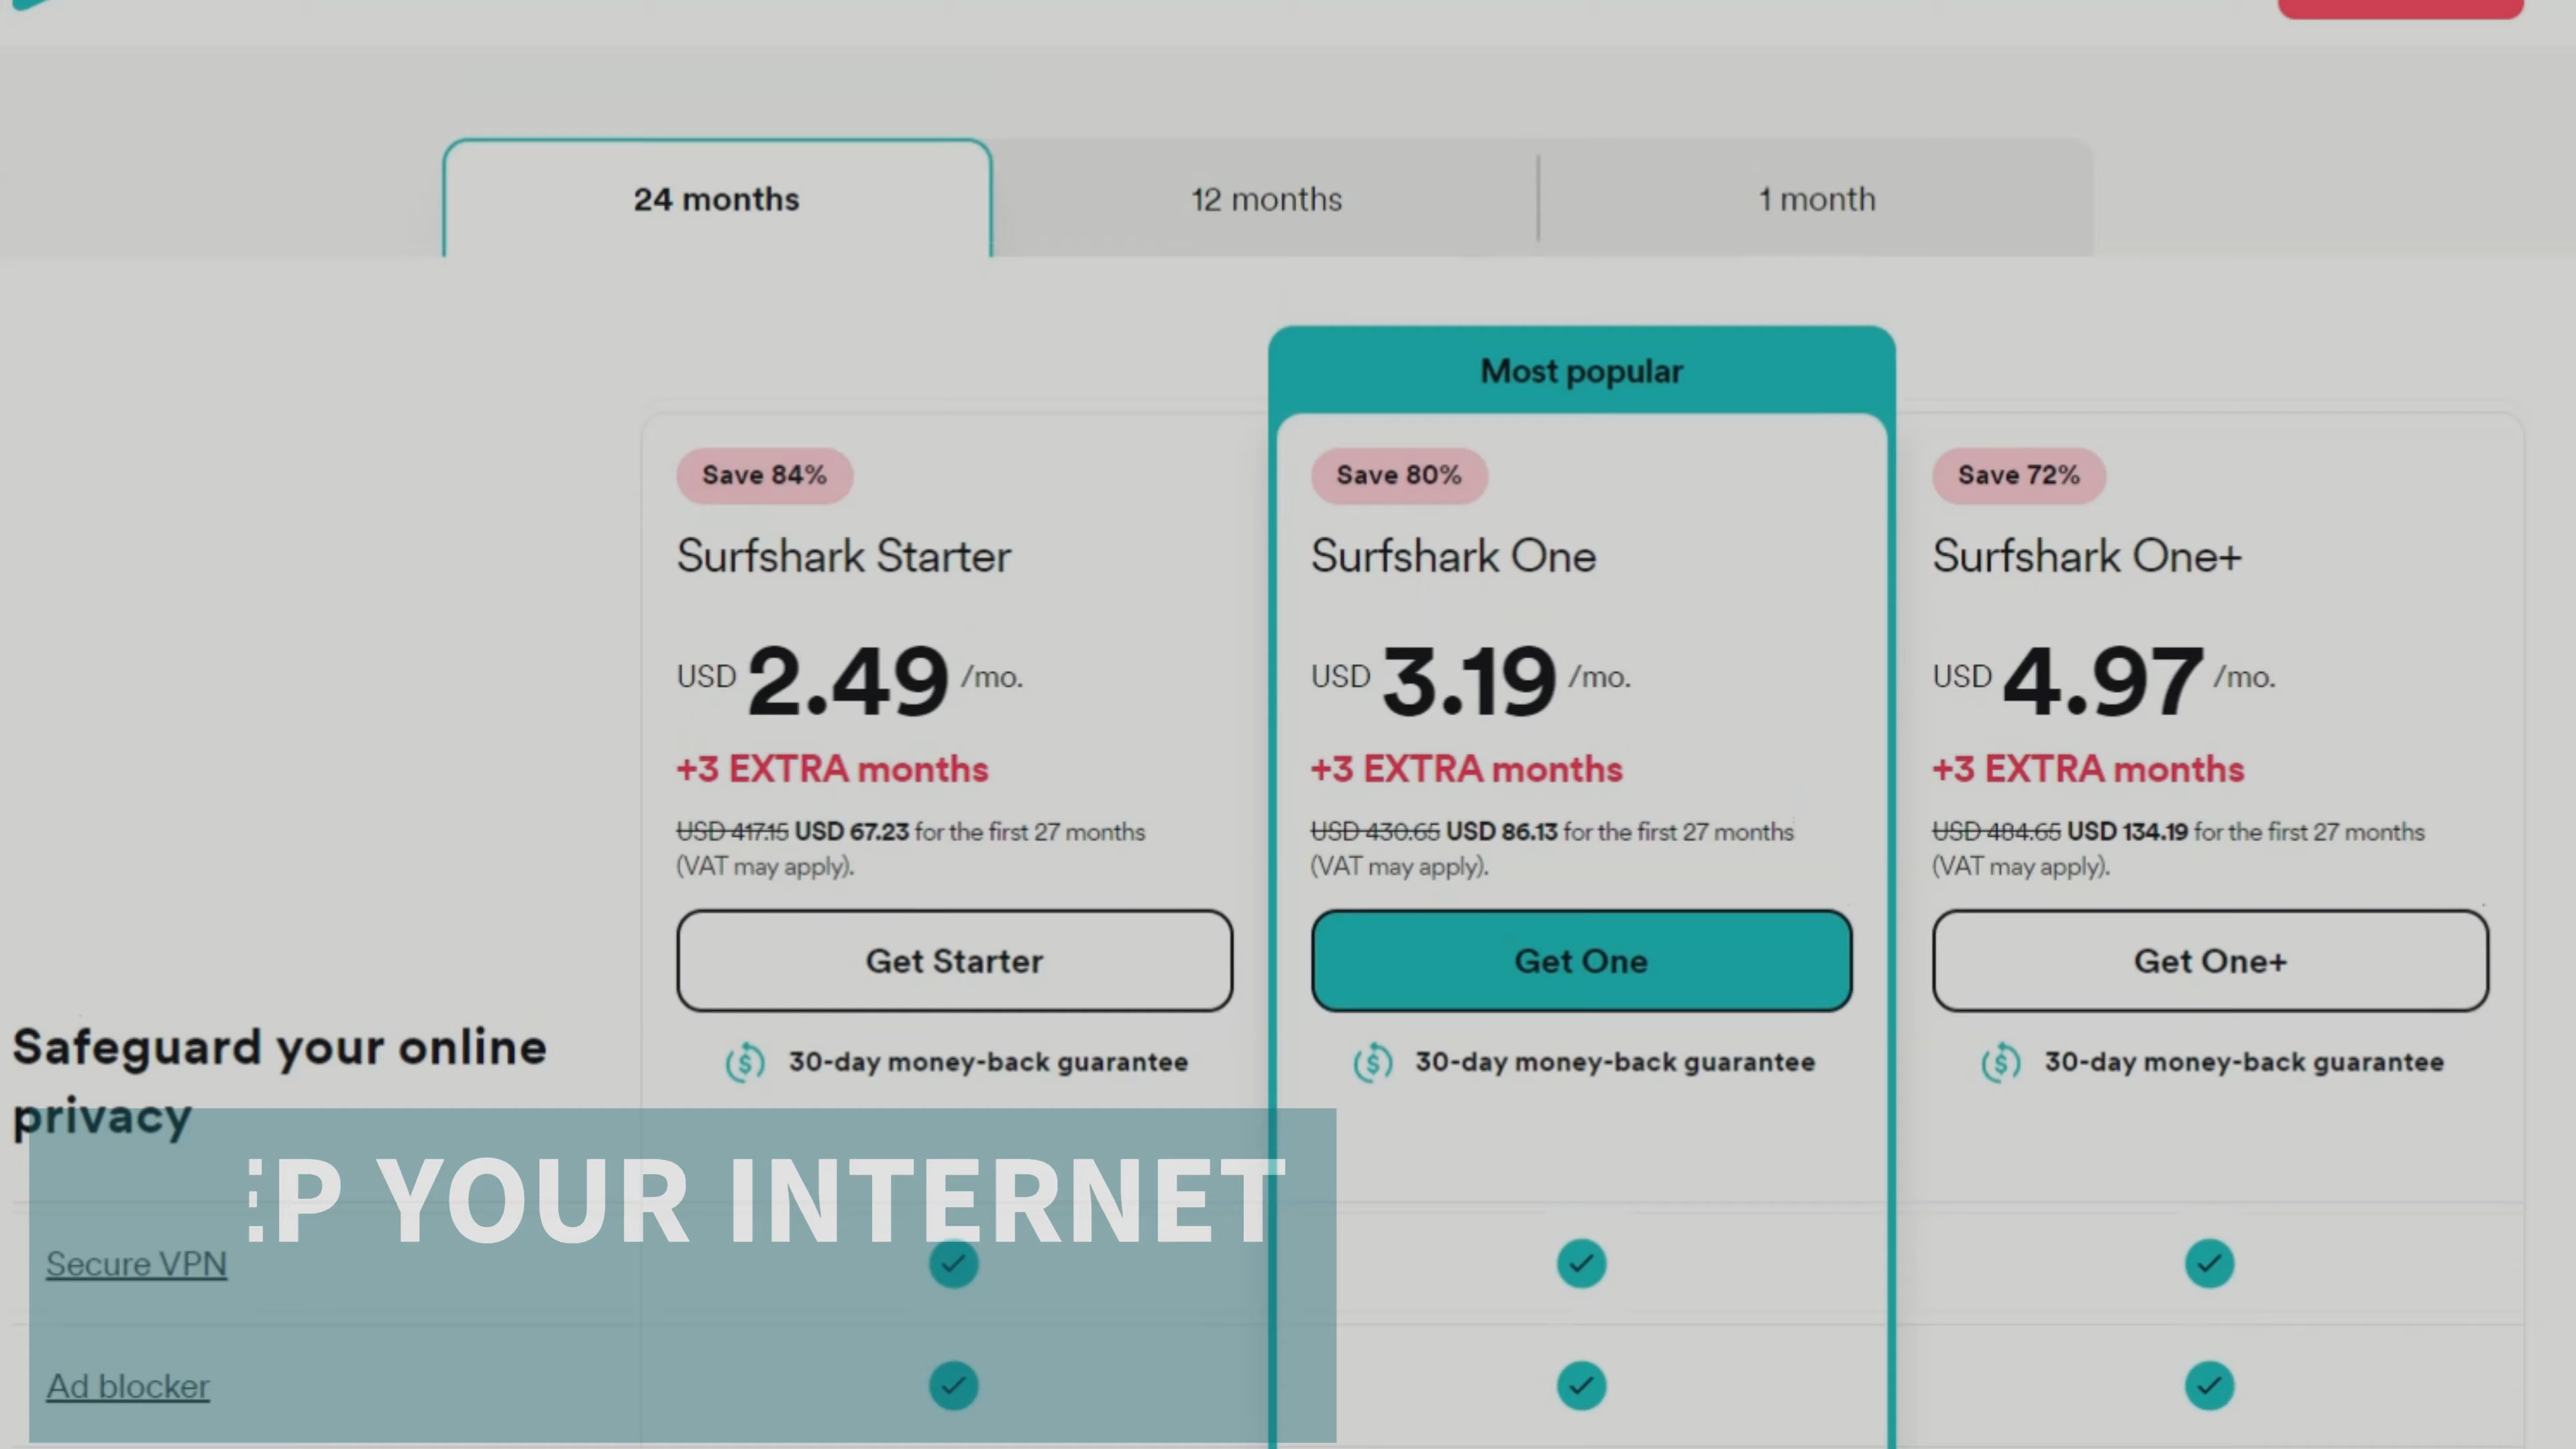 24 months
12 months
1 month
Most popular
Save 84%
Surfshark Starter
USD 2.49 /mo.
+3 EXTRA months
USD 417.15 USD 67.23 for the first 27 months
(VAT may apply).
Get Starter
30-day money-back guarantee
Save 80%
Surfshark One
USD 3.19 /mo.
+3 EXTRA months
USD 430.65 USD 86.13 for the first 27 months
(VAT may apply).
Get One
30-day money-back guarantee
Save 72%
Surfshark One+
USD 4.97 /mo.
+3 EXTRA months
USD 484.65 USD 134.19 for the first 27 months
(VAT may apply).
Get One+
30-day money-back guarantee
Safeguard your online
privacy
YOUR INTERNET
Secure VPN
Ad blocker